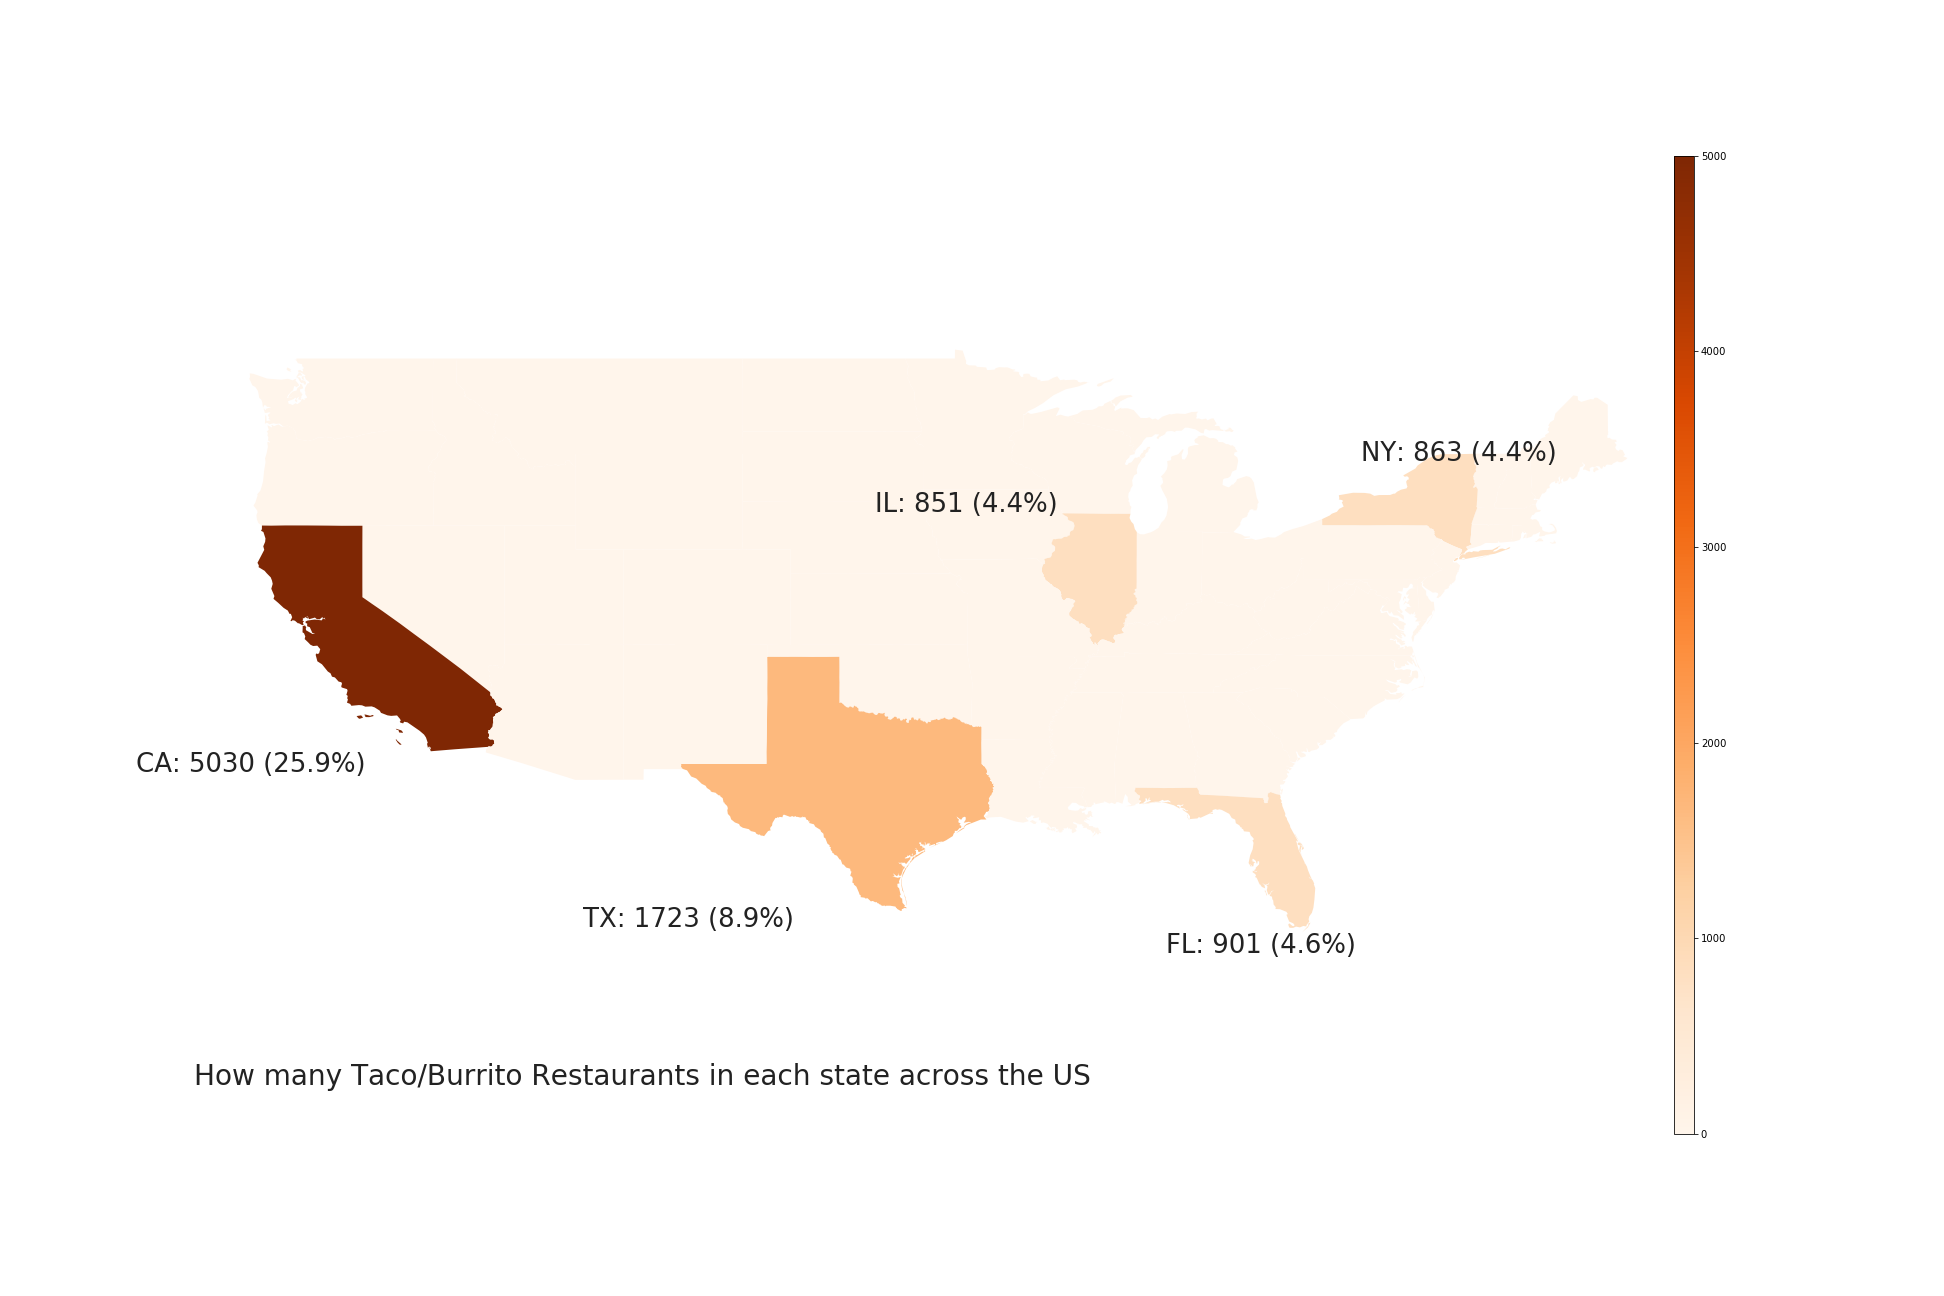 5000
4000
NY: 863 (4.4%)
IL: 851 (4.4%)
3000
2000
CA: 5030 (25.9%)
TX: 1723 (8.9%)
1000
FL: 901 (4.6%)
How many Taco/Burrito Restaurants in each state across the US
0